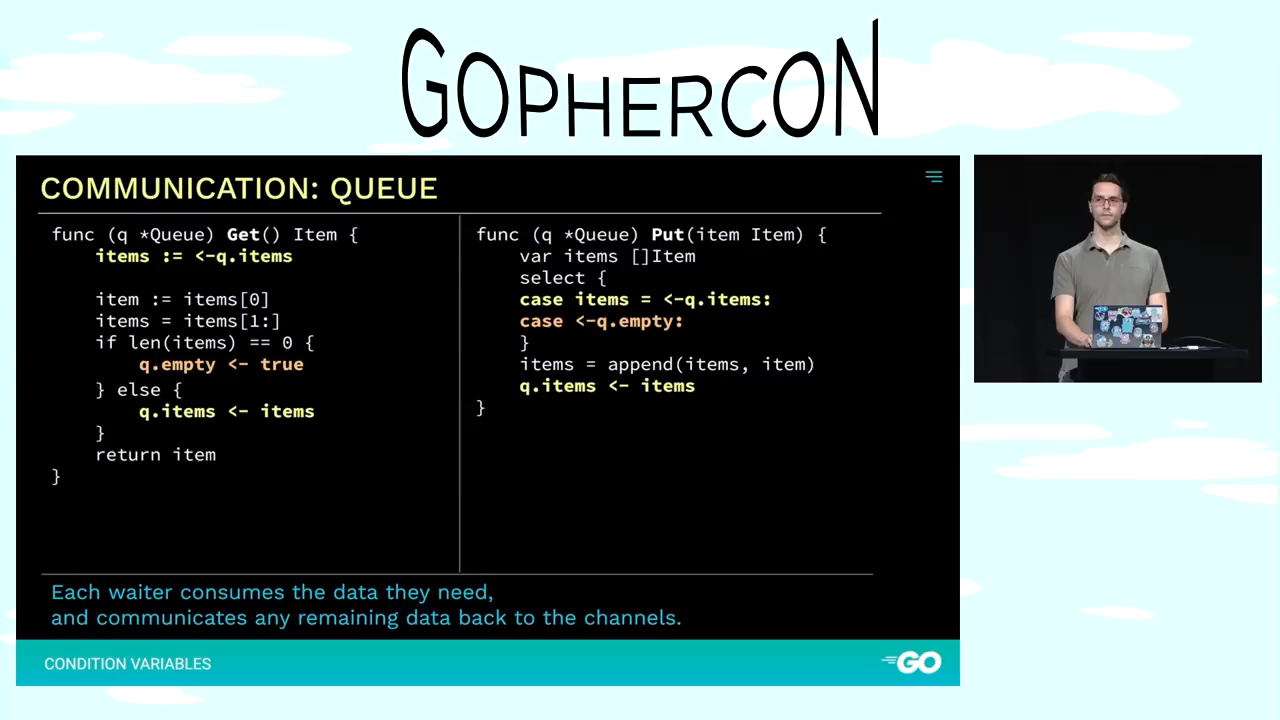 GOPHERCON
COMMUNICATION: QUEUE
func (q *Queue) Get() Item {
    items := <-q.items

    item := items[0]
    items = items[1:]
    if len(items) == 0 {
        q.empty <- true
    } else {
        q.items <- items
    }
    return item
}
func (q *Queue) Put(item Item) {
    var items []Item
    select {
    case items = <-q.items:
    case <-q.empty:
    }
    items = append(items, item)
    q.items <- items
}
Each waiter consumes the data they need,
and communicates any remaining data back to the channels.
CONDITION VARIABLES
GO